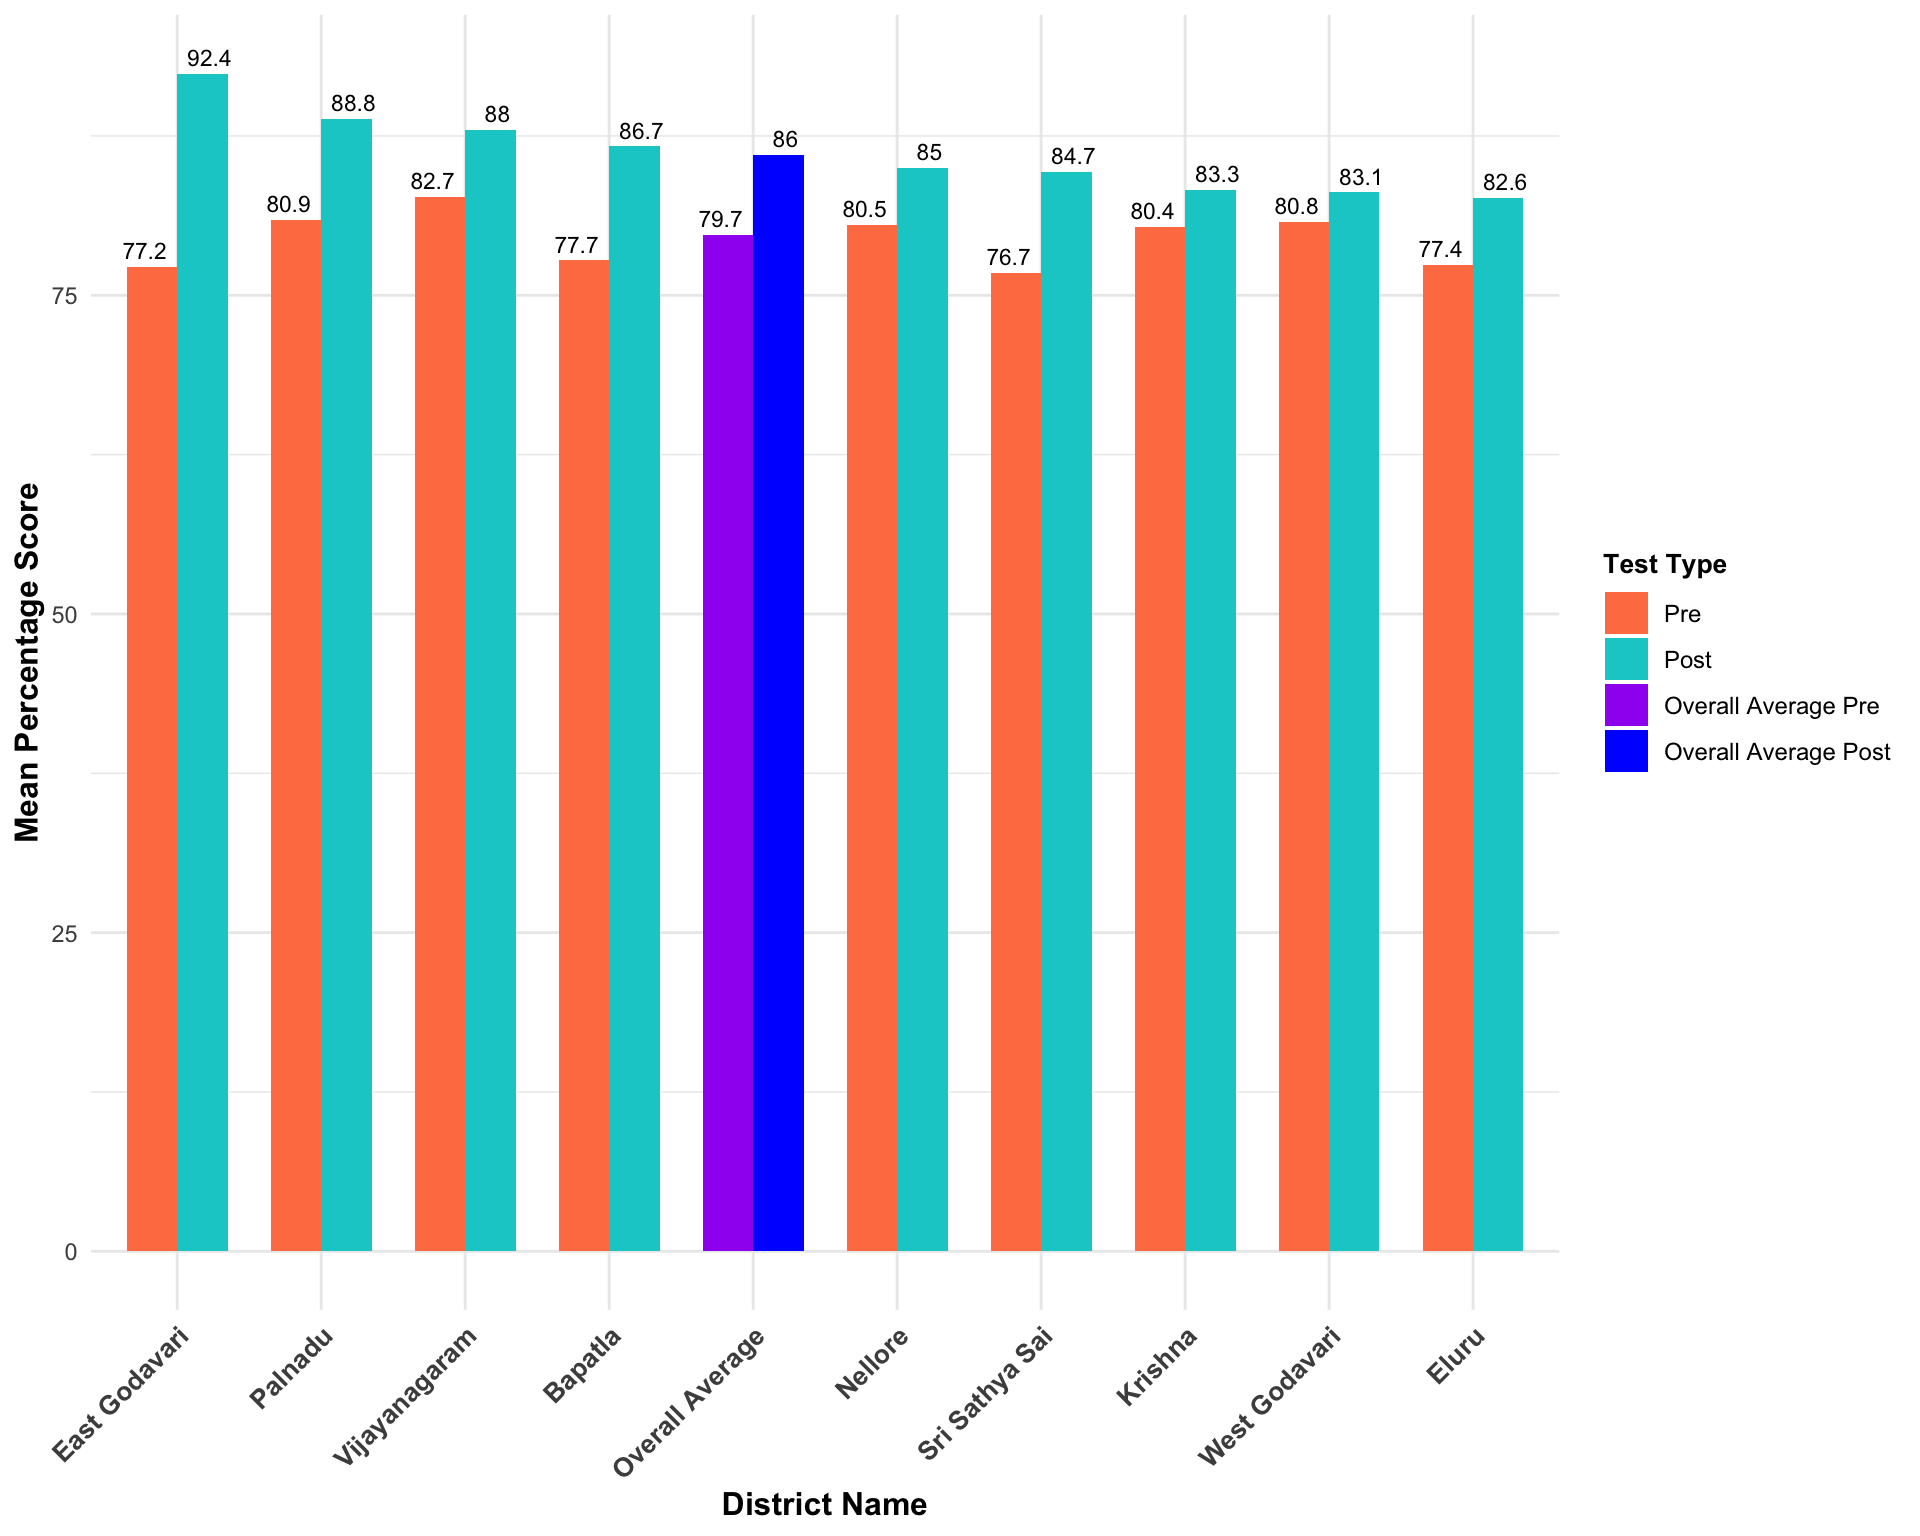 92.4
88.8
88
86.7
86
85
84.7
83.3
83.1
82.6
77.2
80.9
82.7
77.7
79.7
80.5
76.7
80.4
80.8
77.4
75
50
25
0
Mean Percentage Score
East Godavari
Palnadu
Vijayanagaram
Bapatla
Overall Average
Nellore
Sri Sathya Sai
Krishna
West Godavari
Eluru
District Name
Test Type
Pre
Post
Overall Average Pre
Overall Average Post